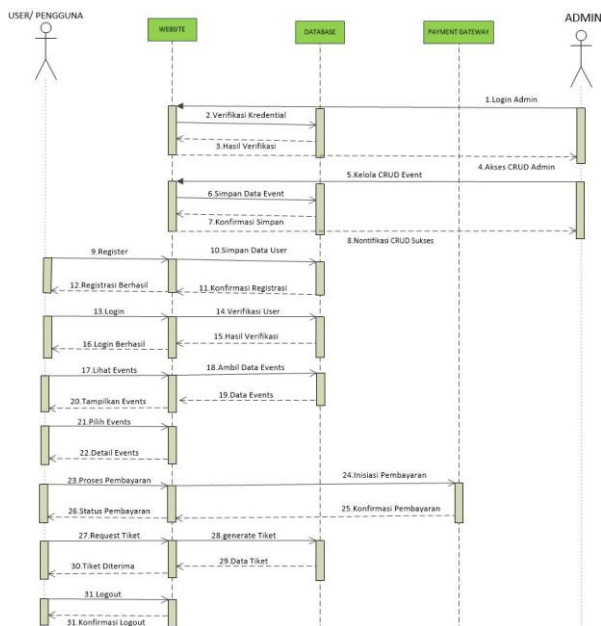 USER/ PENGGUNA
WEBSITE
DATABASE
PAYMENT GATEWAY
ADMIN
1.Login Admin
2.Verifikasi Kredential
3.Hasil Verifikasi
4.Akses CRUD Admin
5.Kelola CRUD Event
6.Simpan Data Event
7.Konfirmasi Simpan
8.Nontifikasi CRUD Sukses
9.Register
10.Simpan Data User
11.Konfirmasi Registrasi
12.Registrasi Berhasil
13.Login
14.Verifikasi User
15.Hasil Verifikasi
16.Login Berhasil
17.Lihat Events
18.Ambil Data Events
19.Data Events
20.Tampilkan Events
21.Pilih Events
22.Detail Events
23.Proses Pembayaran
24.Inisiasi Pembayaran
25.Konfirmasi Pembayaran
26.Status Pembayaran
27.Request Tiket
28.generate Tiket
29.Data Tiket
30.Tiket Diterima
31.Logout
31.Konfirmasi Logout